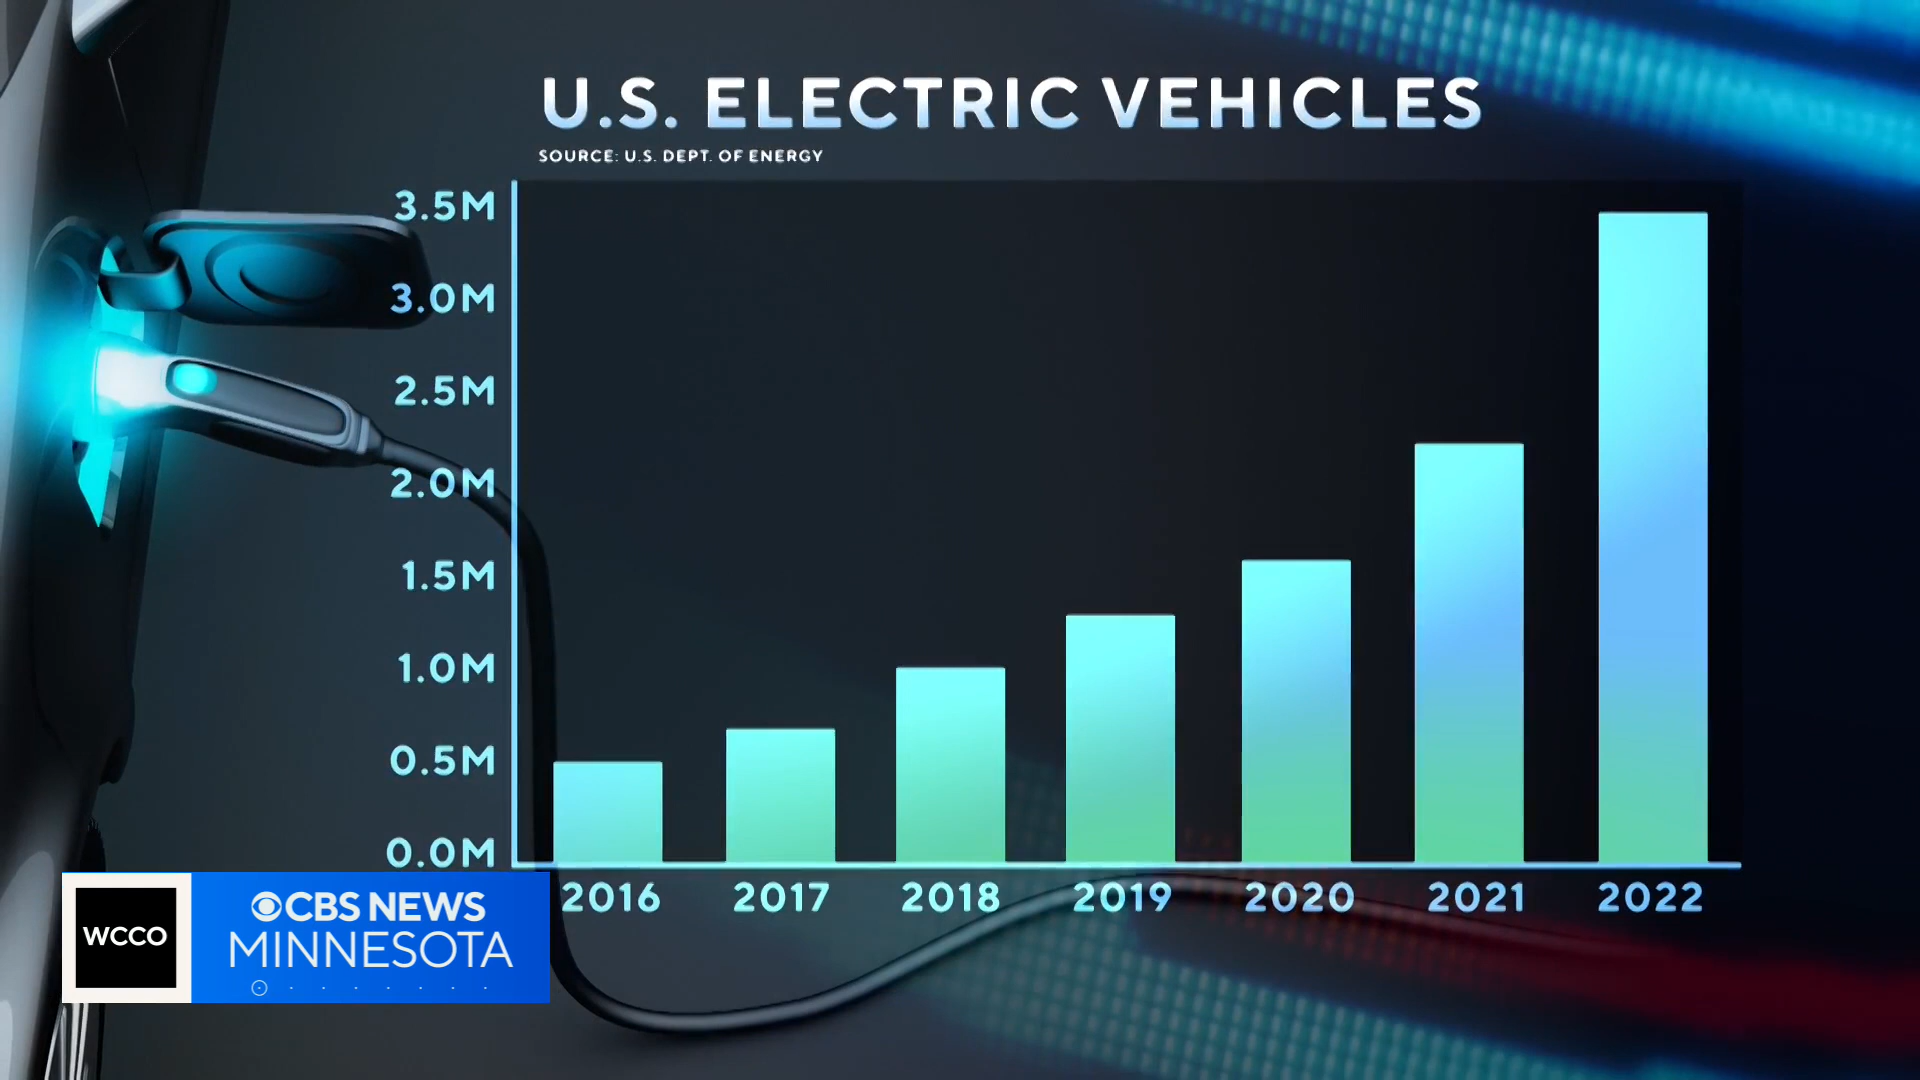 U.S. ELECTRIC VEHICLES
SOURCE: U.S. DEPT. OF ENERGY
3.5M
3.0M
2.5M
2.0M
1.5M
1.0M
0.5M
0.0M
2016 2017 2018 2019 2020 2021 2022
WCCO
CBS NEWS
MINNESOTA